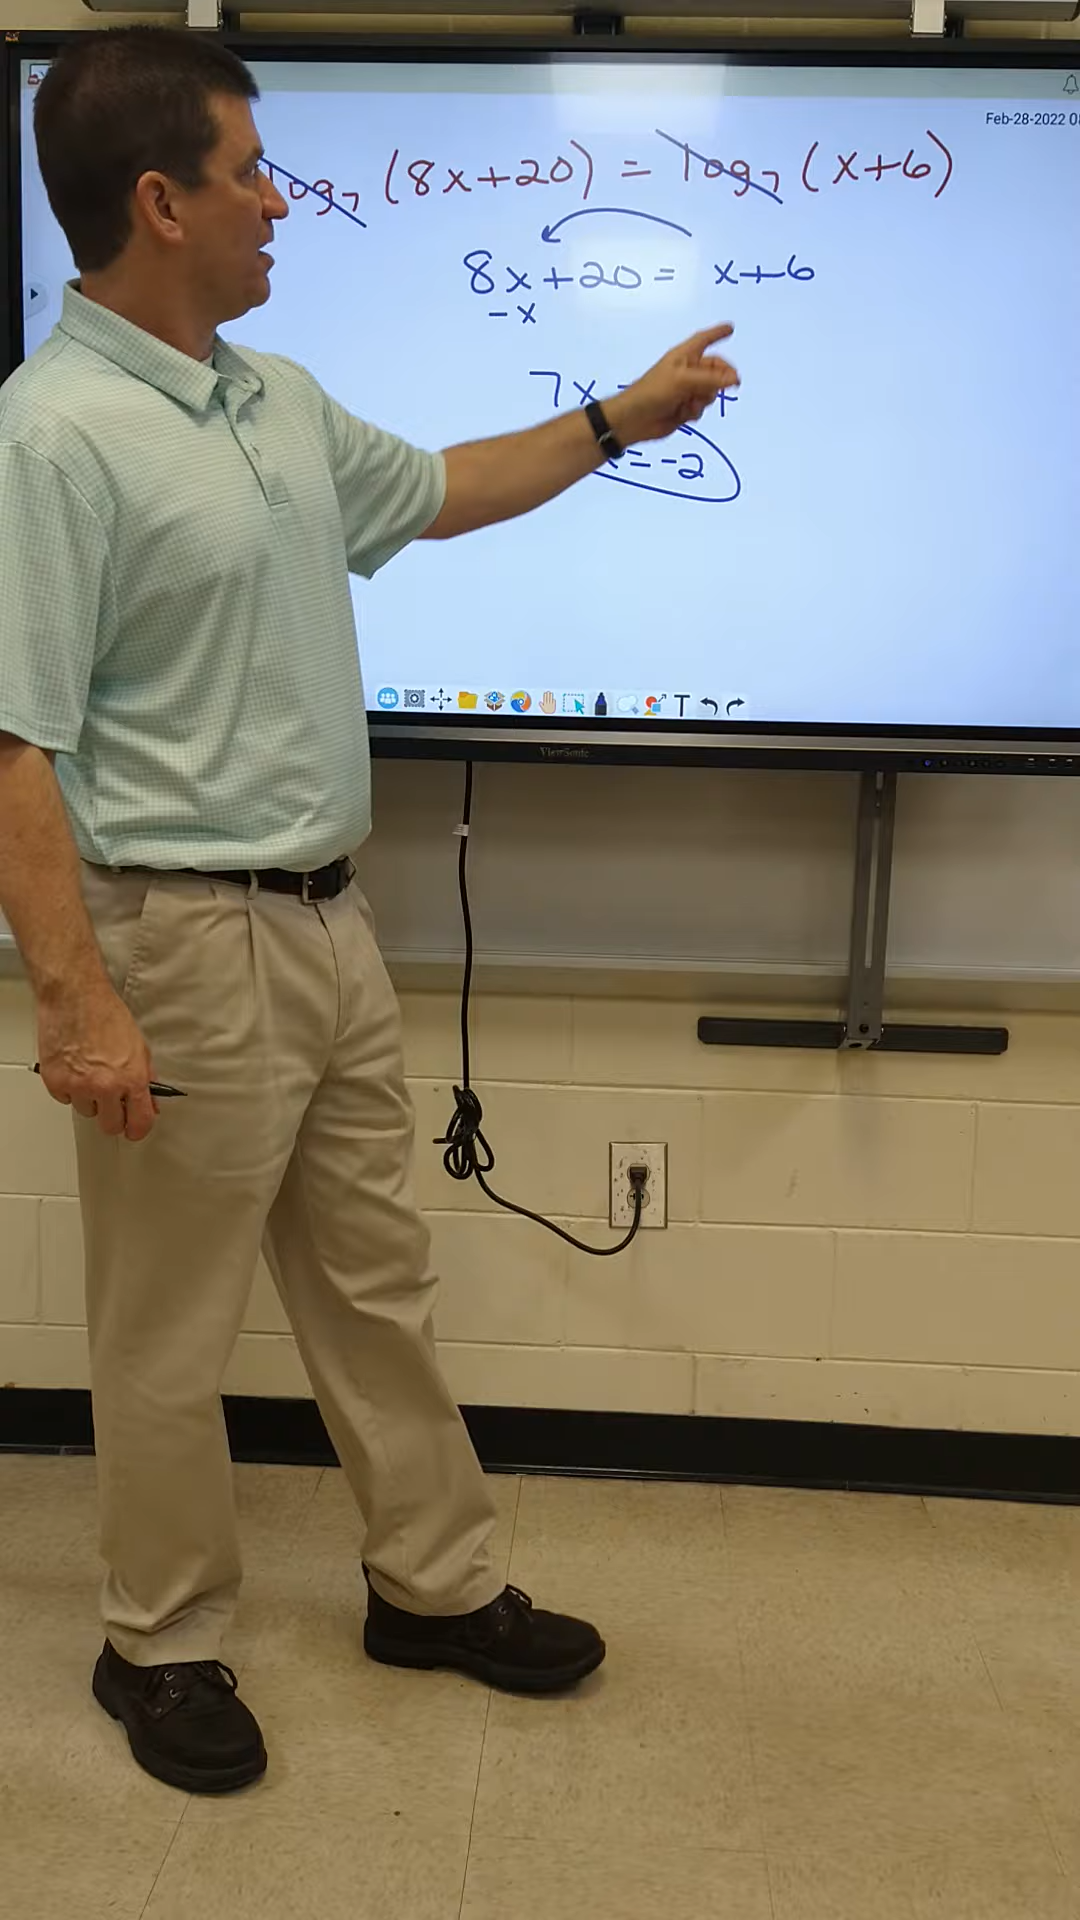 Feb-28-2022
log₇ (8x+20) = log₇ (x+6)
8x+20 = x+6
-x
7x =
= -2
ViewSonic